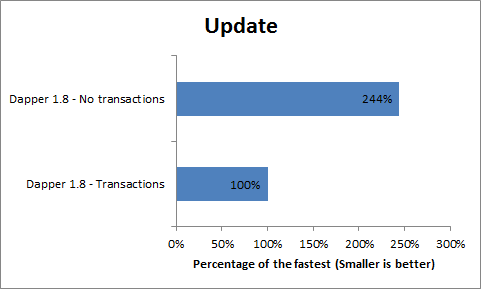 Update
Dapper 1.8 - No transactions
244%
Dapper 1.8 - Transactions
100%
0% 50% 100% 150% 200% 250% 300%
Percentage of the fastest (Smaller is better)